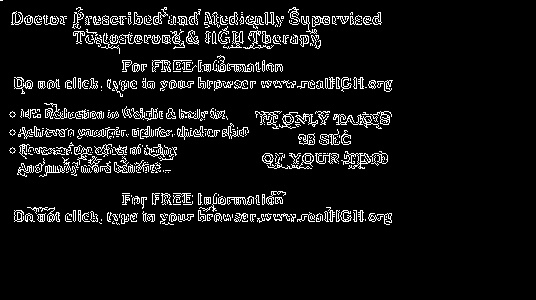 Doctor Prescribed and Medically Supervised
Testosterone & HGH Therapy
For FREE Information
Do not click, type in your browser www.realHGH.org
Reduction in Weight & body fat
Achieve a younger, tighter, thicker skin
Reverse the effect of aging
And many more benefits...
IT ONLY TAKES
25 SEC
OF YOUR TIME
For FREE Information
Do not click, type in your browser.www.realHGH.org